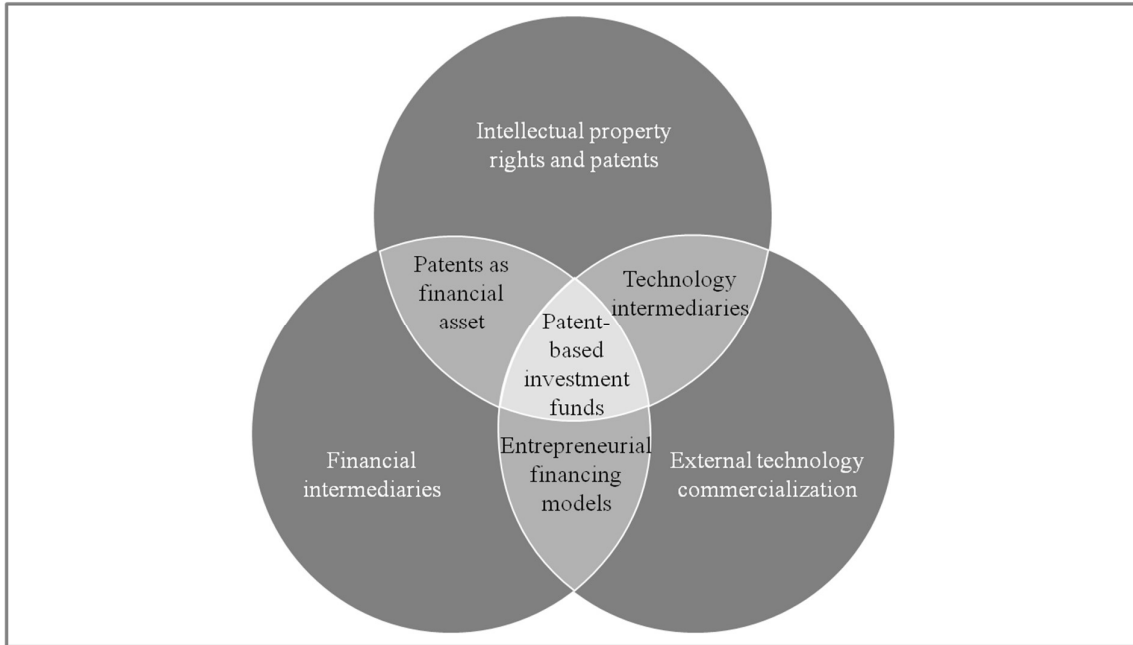 Intellectual property
rights and patents
Patents as
financial
asset
Technology
intermediaries
Patent-
based
investment
funds
Financial
intermediaries
Entrepreneurial
financing
models
External technology
commercialization